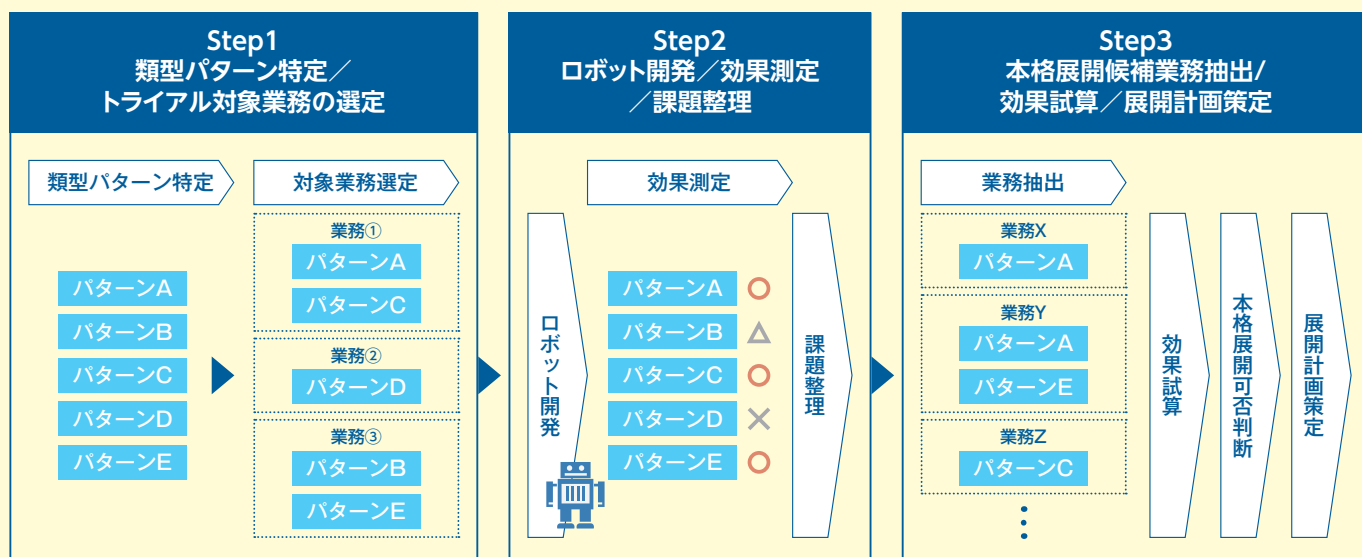 Step1
類型パターン特定／
トライアル対象業務の選定
類型パターン特定
対象業務選定
パターンA
パターンB
パターンC
パターンD
パターンE
業務①
パターンA
パターンC
業務②
パターンD
業務③
パターンB
パターンE
Step2
ロボット開発／効果測定
／課題整理
ロボット開発
効果測定
パターンA ○
パターンB △
パターンC ○
パターンD ×
パターンE ○
課題整理
Step3
本格展開候補業務抽出/
効果試算／展開計画策定
業務抽出
業務X
パターンA
業務Y
パターンA
パターンE
業務Z
パターンC
効果試算
本格展開可否判断
展開計画策定